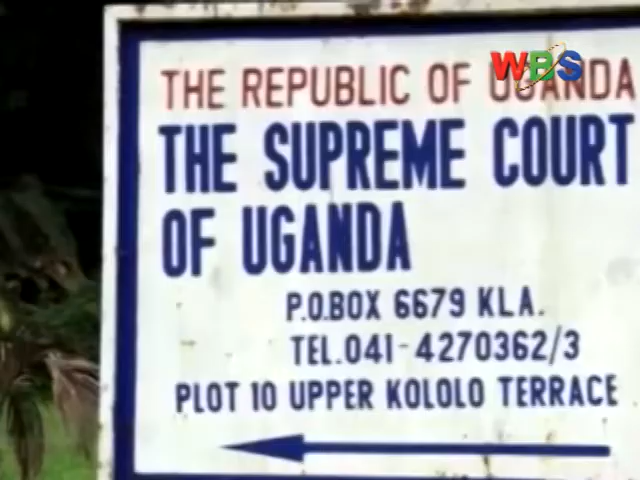 WBS
THE REPUBLIC OF UGANDA
THE SUPREME COURT
OF UGANDA
P.O.BOX 6679 KLA.
TEL.041-4270362/3
PLOT 10 UPPER KOLOLO TERRACE